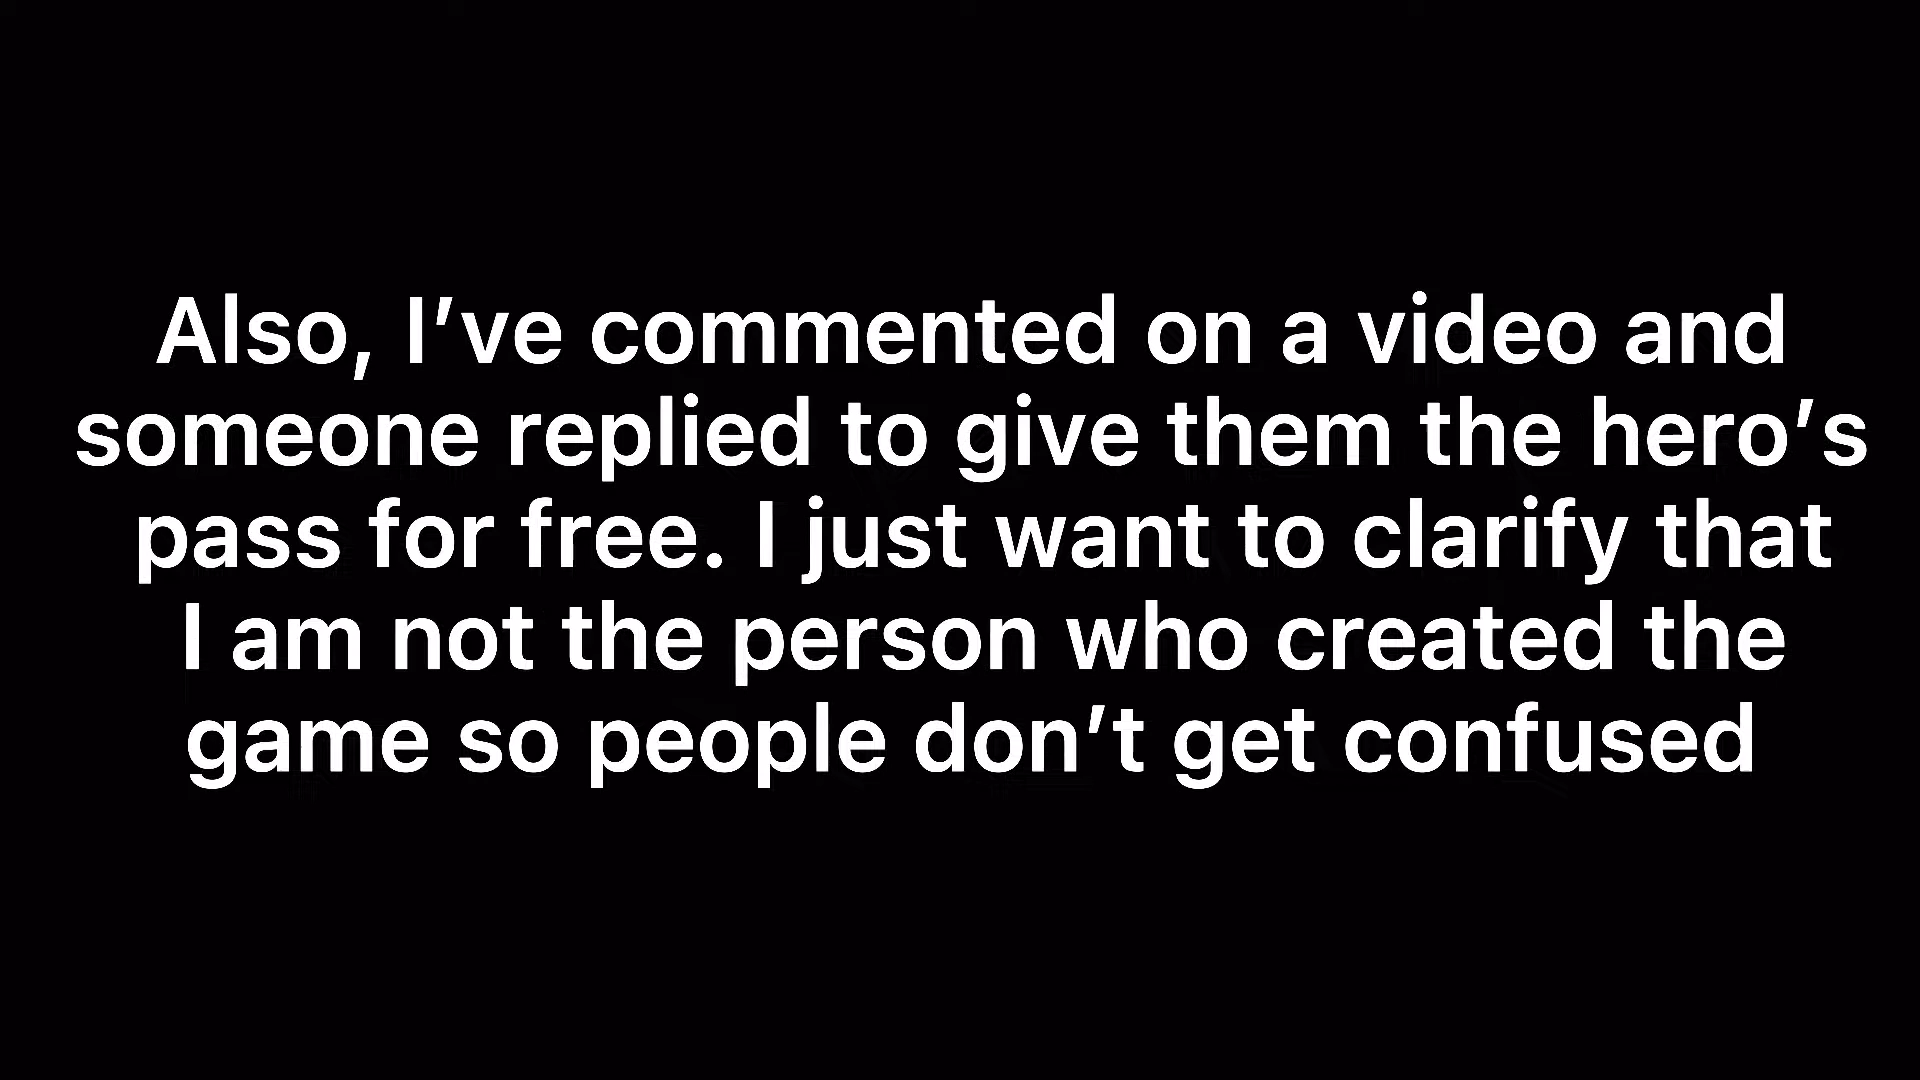 Also, I’ve commented on a video and
someone replied to give them the hero’s
pass for free. I just want to clarify that
I am not the person who created the
game so people don’t get confused